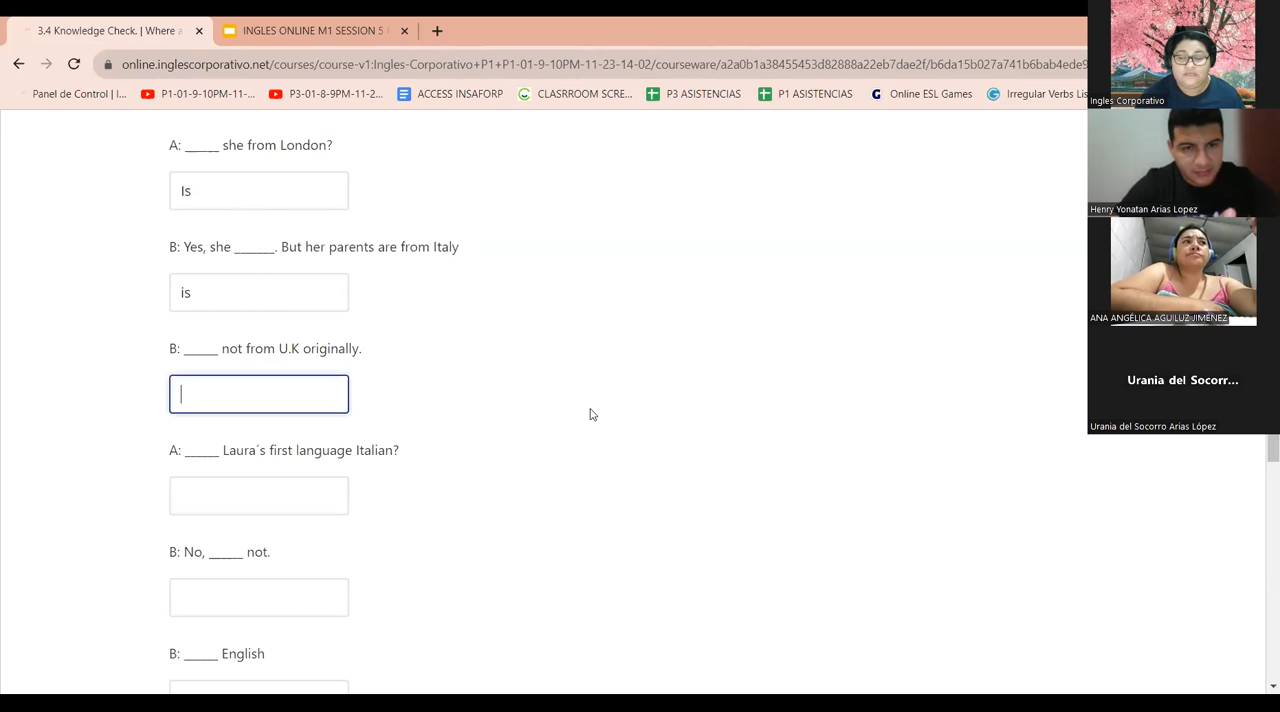 3.4 Knowledge Check. | Where a
INGLES ONLINE M1 SESSION 5
online.inglescorporativo.net/courses/course-v1:Ingles-Corporativo+P1+P1-01-9-10PM-11-23-14-02/courseware/a2a0b1a38455453d82888a22eb7dae2f/b6da15b027a741b6bab4ede9
Panel de Control | I...
P1-01-9-10PM-11-...
P3-01-8-9PM-11-2...
ACCESS INSAFORP
CLASRROOM SCRE...
P3 ASISTENCIAS
P1 ASISTENCIAS
Online ESL Games
Irregular Verbs Lis
A: _____ she from London?
Is
B: Yes, she ______. But her parents are from Italy
is
B: _____ not from U.K originally.
A: _____ Laura´s first language Italian?
B: No, _____ not.
B: _____ English
Ingles Corporativo
Henry Yonatan Arias Lopez
ANA ANGÉLICA AGUILUZ JIMÉNEZ
Urania del Socorr...
Urania del Socorro Arias López